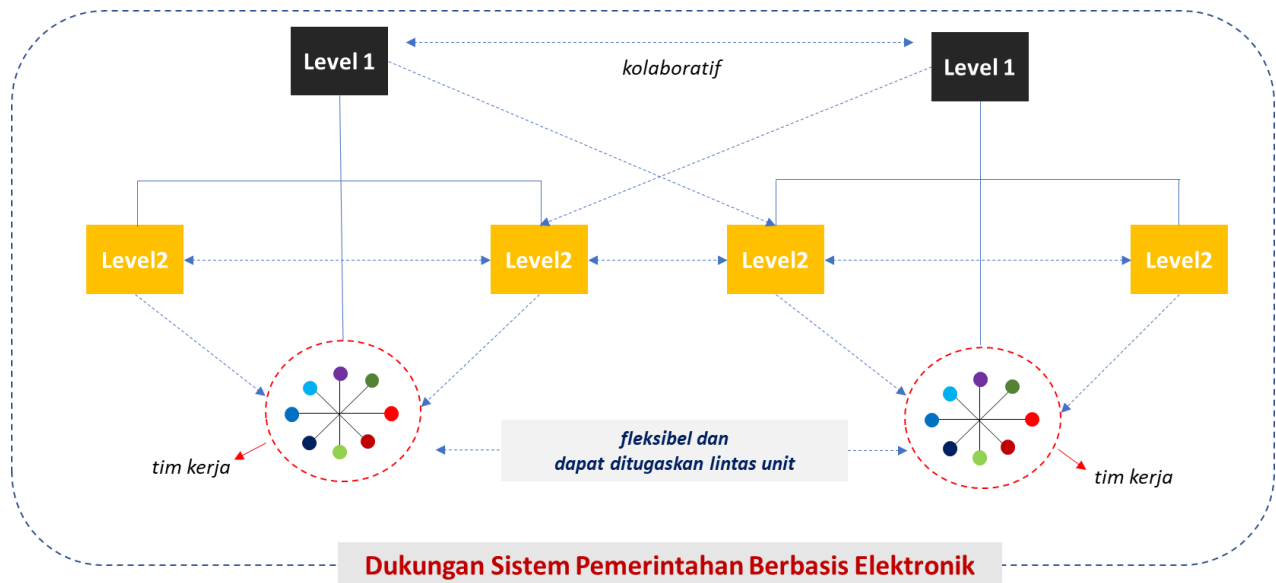 Level 1
kolaboratif
Level 1
Level2
Level2
Level2
Level2
fleksibel dan
dapat ditugaskan lintas unit
tim kerja
tim kerja
Dukungan Sistem Pemerintahan Berbasis Elektronik